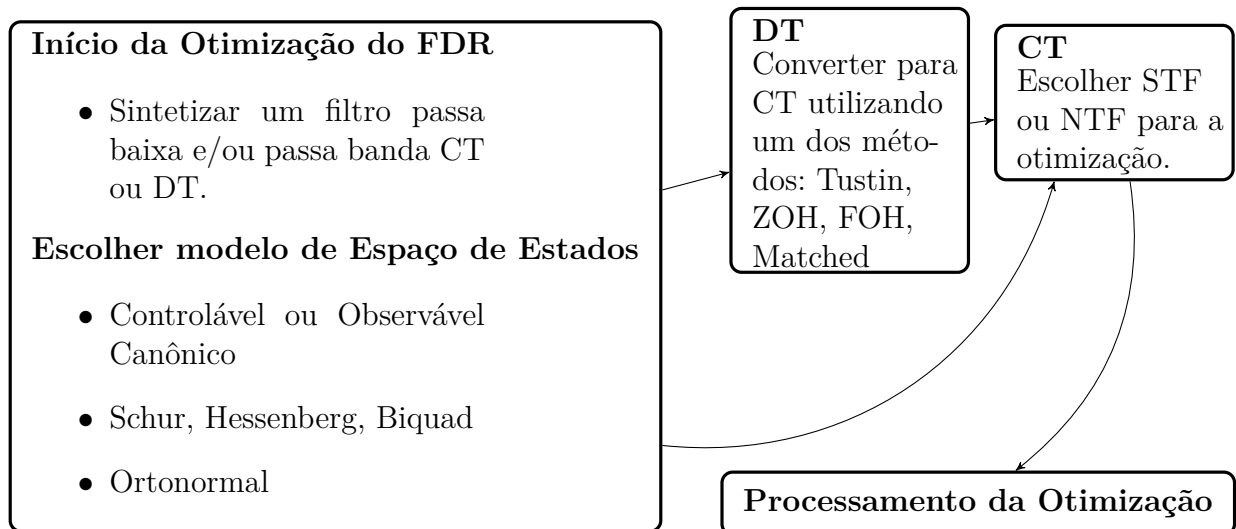 Início da Otimização do FDR
• Sintetizar um filtro passa
baixa e/ou passa banda CT
ou DT.
Escolher modelo de Espaço de Estados
• Controlável ou Observável
Canônico
• Schur, Hessenberg, Biquad
• Ortonormal
DT
Converter para
CT utilizando
um dos méto-
dos: Tustin,
ZOH, FOH,
Matched
CT
Escolher STF
ou NTF para a
otimização.
Processamento da Otimização